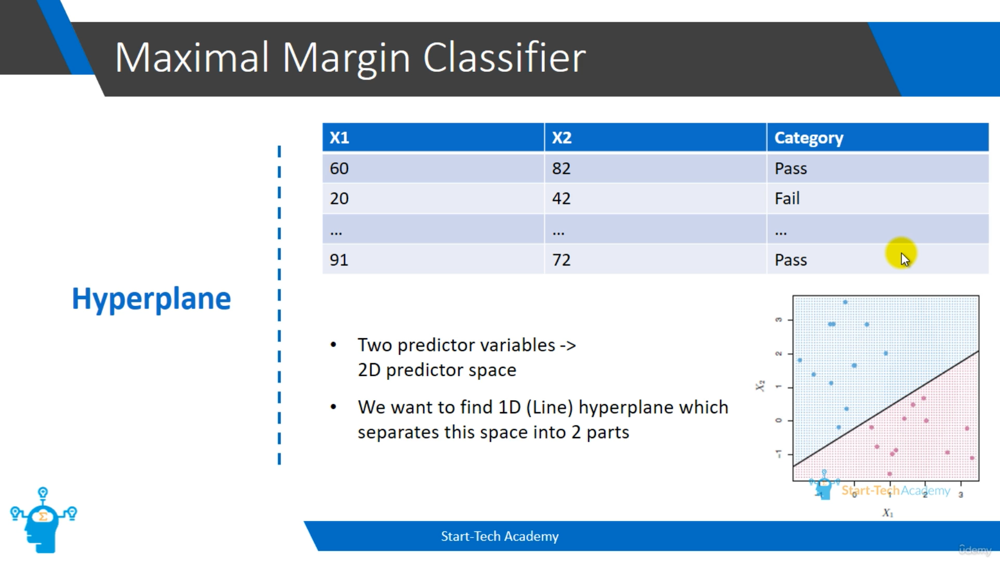 Maximal Margin Classifier
X1 X2 Category
60 82 Pass
20 42 Fail
... ... ...
91 72 Pass
Hyperplane
• Two predictor variables ->
2D predictor space
• We want to find 1D (Line) hyperplane which
separates this space into 2 parts
3
2
1
0
-1
X₂
-1 0 1 2 3
X₁
Start-Tech Academy
Σ
Start-Tech Academy
udemy